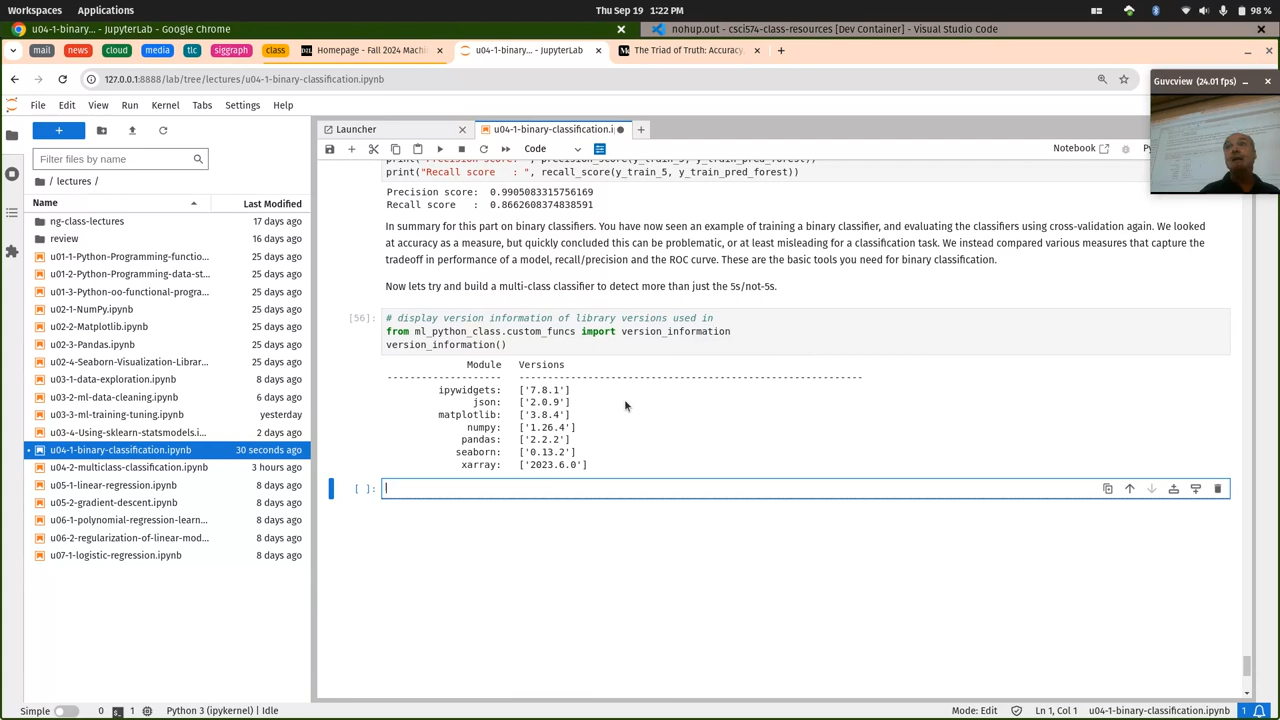 Workspaces Applications Thu Sep 19 1:22 PM 98 %
u04-1-binary... - JupyterLab - Google Chrome nohup.out - csci574-class-resources [Dev Container] - Visual Studio Code
mail news cloud media tlc siggraph class Homepage - Fall 2024 Machi u04-1-binary... - JupyterLab The Triad of Truth: Accuracy,
127.0.0.1:8888/lab/tree/lectures/u04-1-binary-classification.ipynb
Guvcview (24.01 fps)
File Edit View Run Kernel Tabs Settings Help
Launcher u04-1-binary-classification.i
Filter files by name
Code Notebook Py
/ lectures /
Name Last Modified
ng-class-lectures 17 days ago
review 16 days ago
u01-1-Python-Programming-functio... 25 days ago
u01-2-Python-Programming-data-st... 25 days ago
u01-3-Python-oo-functional-progra... 25 days ago
u02-1-NumPy.ipynb 25 days ago
u02-2-Matplotlib.ipynb 25 days ago
u02-3-Pandas.ipynb 25 days ago
u02-4-Seaborn-Visualization-Librar... 25 days ago
u03-1-data-exploration.ipynb 8 days ago
u03-2-ml-data-cleaning.ipynb 8 days ago
u03-3-ml-training-tuning.ipynb yesterday
u03-4-Using-sklearn-statsmodels.i... 2 days ago
u04-1-binary-classification.ipynb 30 seconds ago
u04-2-multiclass-classification.ipynb 3 hours ago
u05-1-linear-regression.ipynb 8 days ago
u05-2-gradient-descent.ipynb 8 days ago
u06-1-polynomial-regression-learn... 8 days ago
u06-2-regularization-of-linear-mod... 8 days ago
u07-1-logistic-regression.ipynb 8 days ago
print("Precision score: ", precision_score(y_train_5, y_train_pred_forest))
print("Recall score   : ", recall_score(y_train_5, y_train_pred_forest))
Precision score:  0.9905083315756169
Recall score   :  0.8662608374838591
In summary for this part on binary classifiers. You have now seen an example of training a binary classifier, and evaluating the classifiers using cross-validation again. We looked
at accuracy as a measure, but quickly concluded this can be problematic, or at least misleading for a classification task. We instead compared various measures that capture the
tradeoff in performance of a model, recall/precision and the ROC curve. These are the basic tools you need for binary classification.
Now lets try and build a multi-class classifier to detect more than just the 5s/not-5s.
[56]: # display version information of library versions used in
from ml_python_class.custom_funcs import version_information
version_information()
Module Versions
-------------------- ------------------------------------------------------------
ipywidgets: ['7.8.1']
json: ['2.0.9']
matplotlib: ['3.8.4']
numpy: ['1.26.4']
pandas: ['2.2.2']
seaborn: ['0.13.2']
xarray: ['2023.6.0']
[ ]:
Simple 0 1 Python 3 (ipykernel) | Idle Mode: Edit Ln 1, Col 1 u04-1-binary-classification.ipynb 1